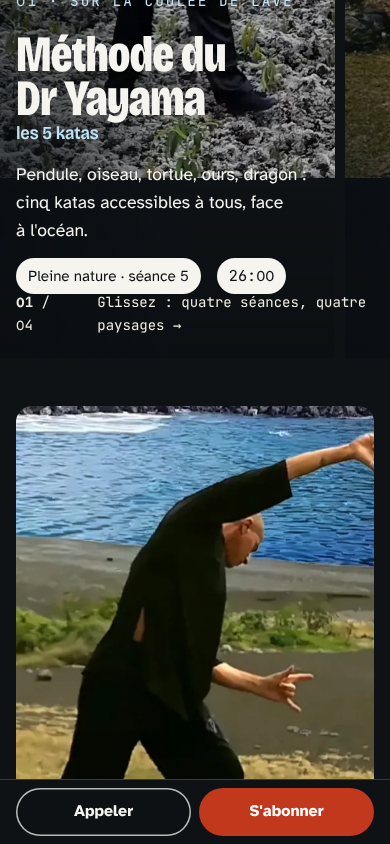 01 · SUR LA COULÉE DE LAVE
Méthode du
Dr Yayama
les 5 katas
Pendule, oiseau, tortue, ours, dragon :
cinq katas accessibles à tous, face
à l'océan.
Pleine nature · séance 5
26:00
01 /
04
Glissez : quatre séances, quatre
paysages →
Appeler
S'abonner